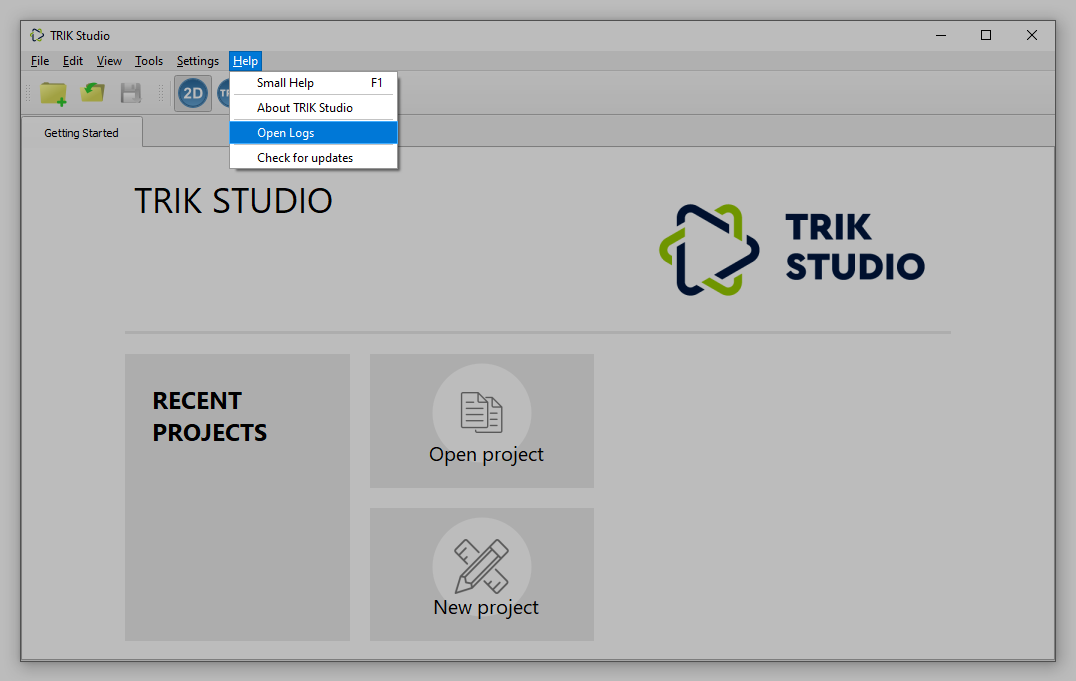 TRIK Studio
File Edit View Tools Settings Help
Small Help F1
2D
About TRIK Studio
Getting Started
Open Logs
Check for updates
TRIK STUDIO
TRIK
STUDIO
RECENT
PROJECTS
Open project
New project